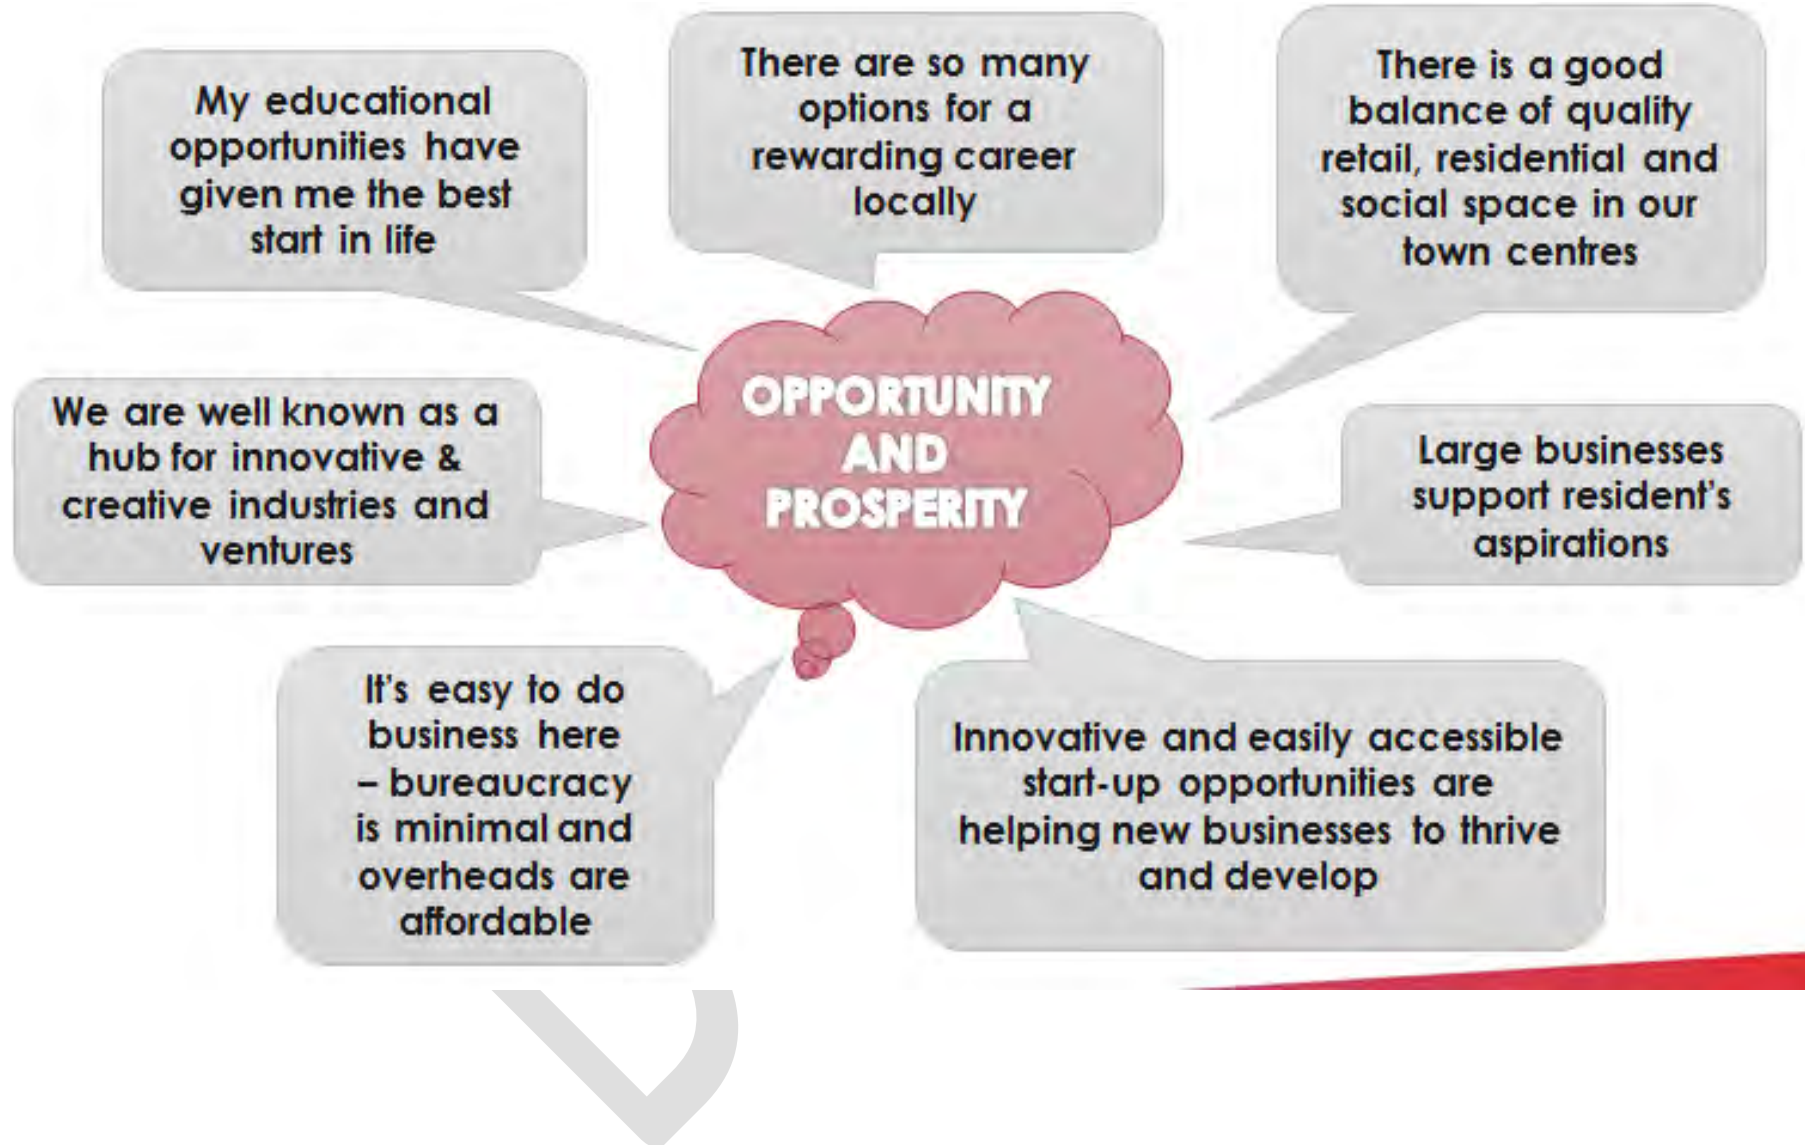 My educational
opportunities have
given me the best
start in life
There are so many
options for a
rewarding career
locally
There is a good
balance of quality
retail, residential and
social space in our
town centres
OPPORTUNITY
AND
PROSPERITY
We are well known as a
hub for innovative &
creative industries and
ventures
Large businesses
support resident's
aspirations
It's easy to do
business here
– bureaucracy
is minimal and
overheads are
affordable
Innovative and easily accessible
start-up opportunities are
helping new businesses to thrive
and develop